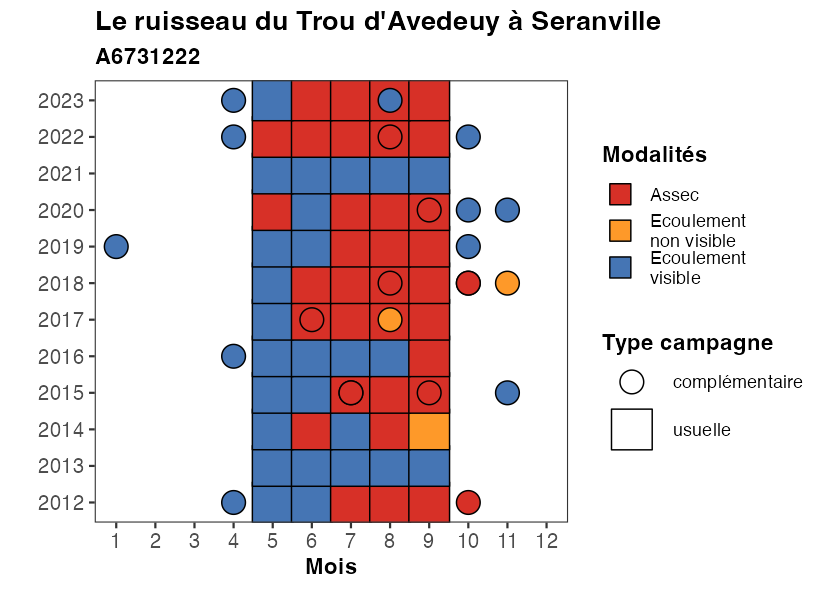 Le ruisseau du Trou d'Avedeuy à Seranville
A6731222
2023
2022
2021
2020
2019
2018
2017
2016
2015
2014
2013
2012
1 2 3 4 5 6 7 8 9 10 11 12
Mois
Modalités
Assec
Ecoulement
non visible
Ecoulement
visible
Type campagne
complémentaire
usuelle